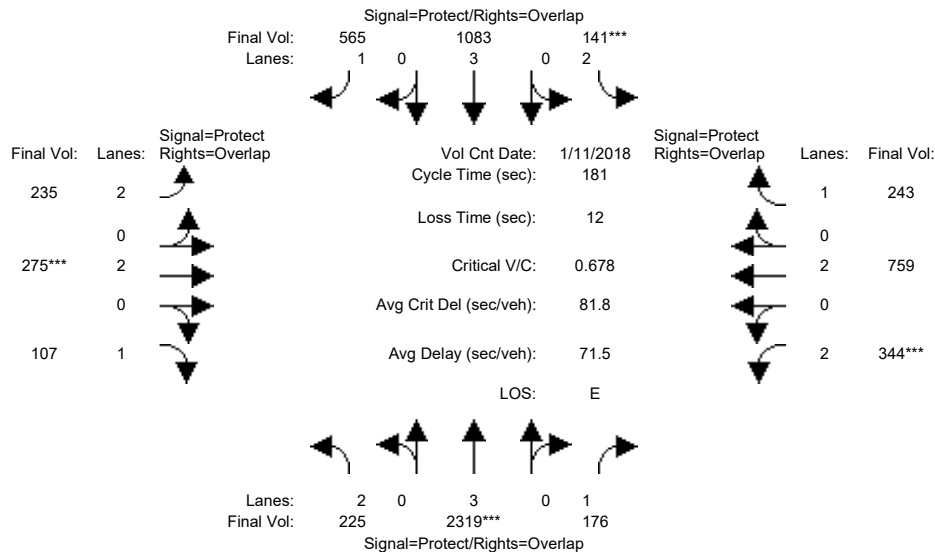 Signal=Protect/Rights=Overlap
Final Vol: 565 1083 141***
Lanes: 1 0 3 0 2
Signal=Protect Signal=Protect
Final Vol: Lanes: Rights=Overlap Vol Cnt Date: 1/11/2018 Rights=Overlap Lanes: Final Vol:
Cycle Time (sec): 181
235 2 1 243
Loss Time (sec): 12
0 0
275*** 2 Critical V/C: 0.678 2 759
0 Avg Crit Del (sec/veh): 81.8 0
107 1 Avg Delay (sec/veh): 71.5 2 344***
LOS: E
Lanes: 2 0 3 0 1
Final Vol: 225 2319*** 176
Signal=Protect/Rights=Overlap